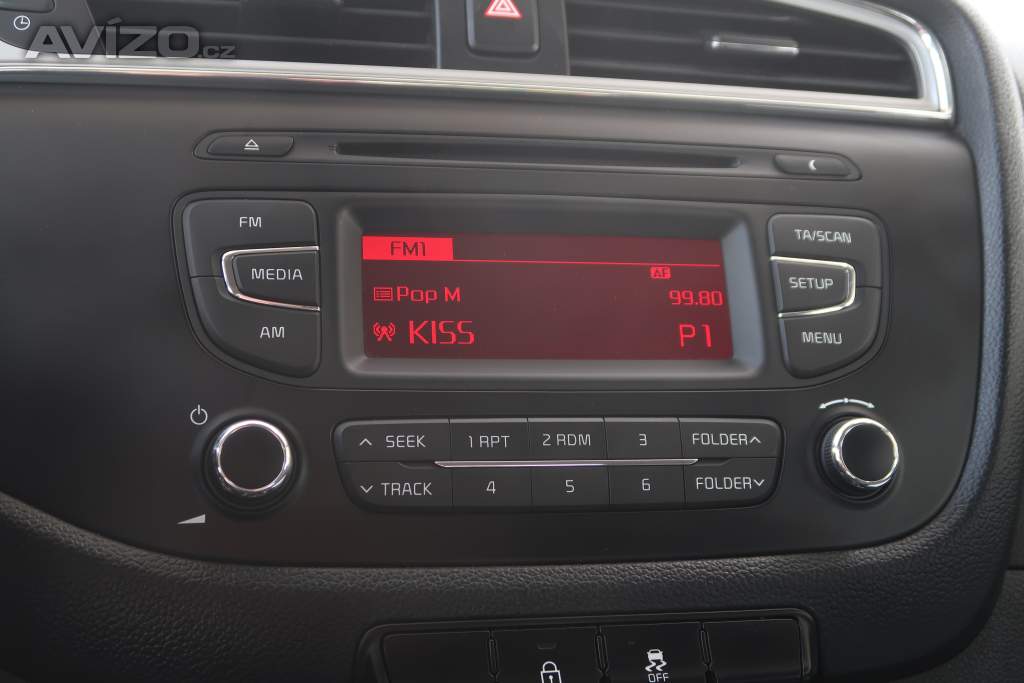 AVÍZO.cz
FM
MEDIA
AM
FM1
AF
Pop M 99.80
KISS P1
TA/SCAN
SETUP
MENU
SEEK 1 RPT 2 RDM 3 FOLDER
TRACK 4 5 6 FOLDER
OFF